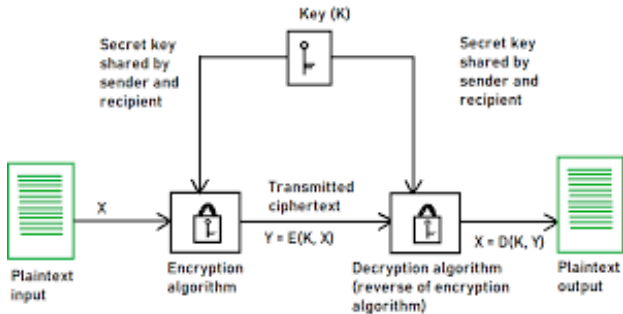 Key (K)
Secret key
shared by
sender and
recipient
Secret key
shared by
sender and
recipient
X
Transmitted
ciphertext
Y = E(K, X)
X = D(K, Y)
Plaintext
input
Encryption
algorithm
Decryption algorithm
(reverse of encryption
algorithm)
Plaintext
output